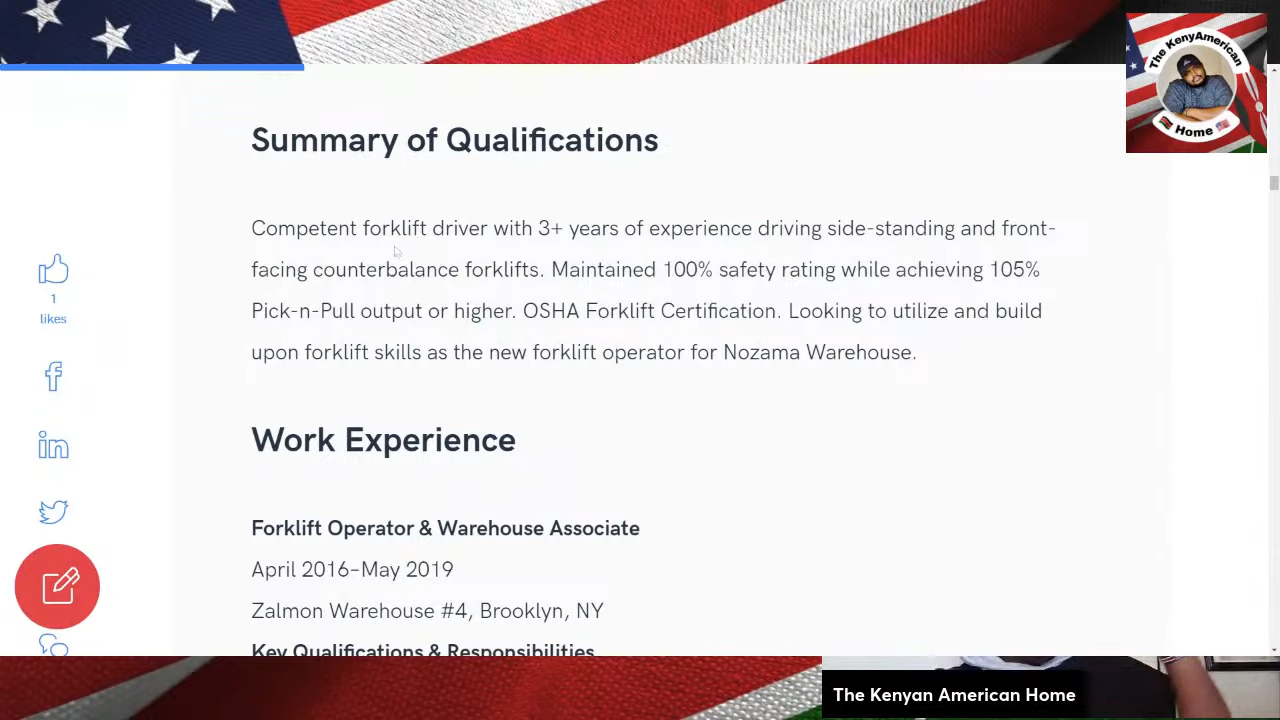 The KenyAmerican
Home
Summary of Qualifications
Competent forklift driver with 3+ years of experience driving side-standing and front-
facing counterbalance forklifts. Maintained 100% safety rating while achieving 105%
Pick-n-Pull output or higher. OSHA Forklift Certification. Looking to utilize and build
upon forklift skills as the new forklift operator for Nozama Warehouse.
1
likes
Work Experience
Forklift Operator & Warehouse Associate
April 2016–May 2019
Zalmon Warehouse #4, Brooklyn, NY
Key Qualifications & Responsibilities
The Kenyan American Home